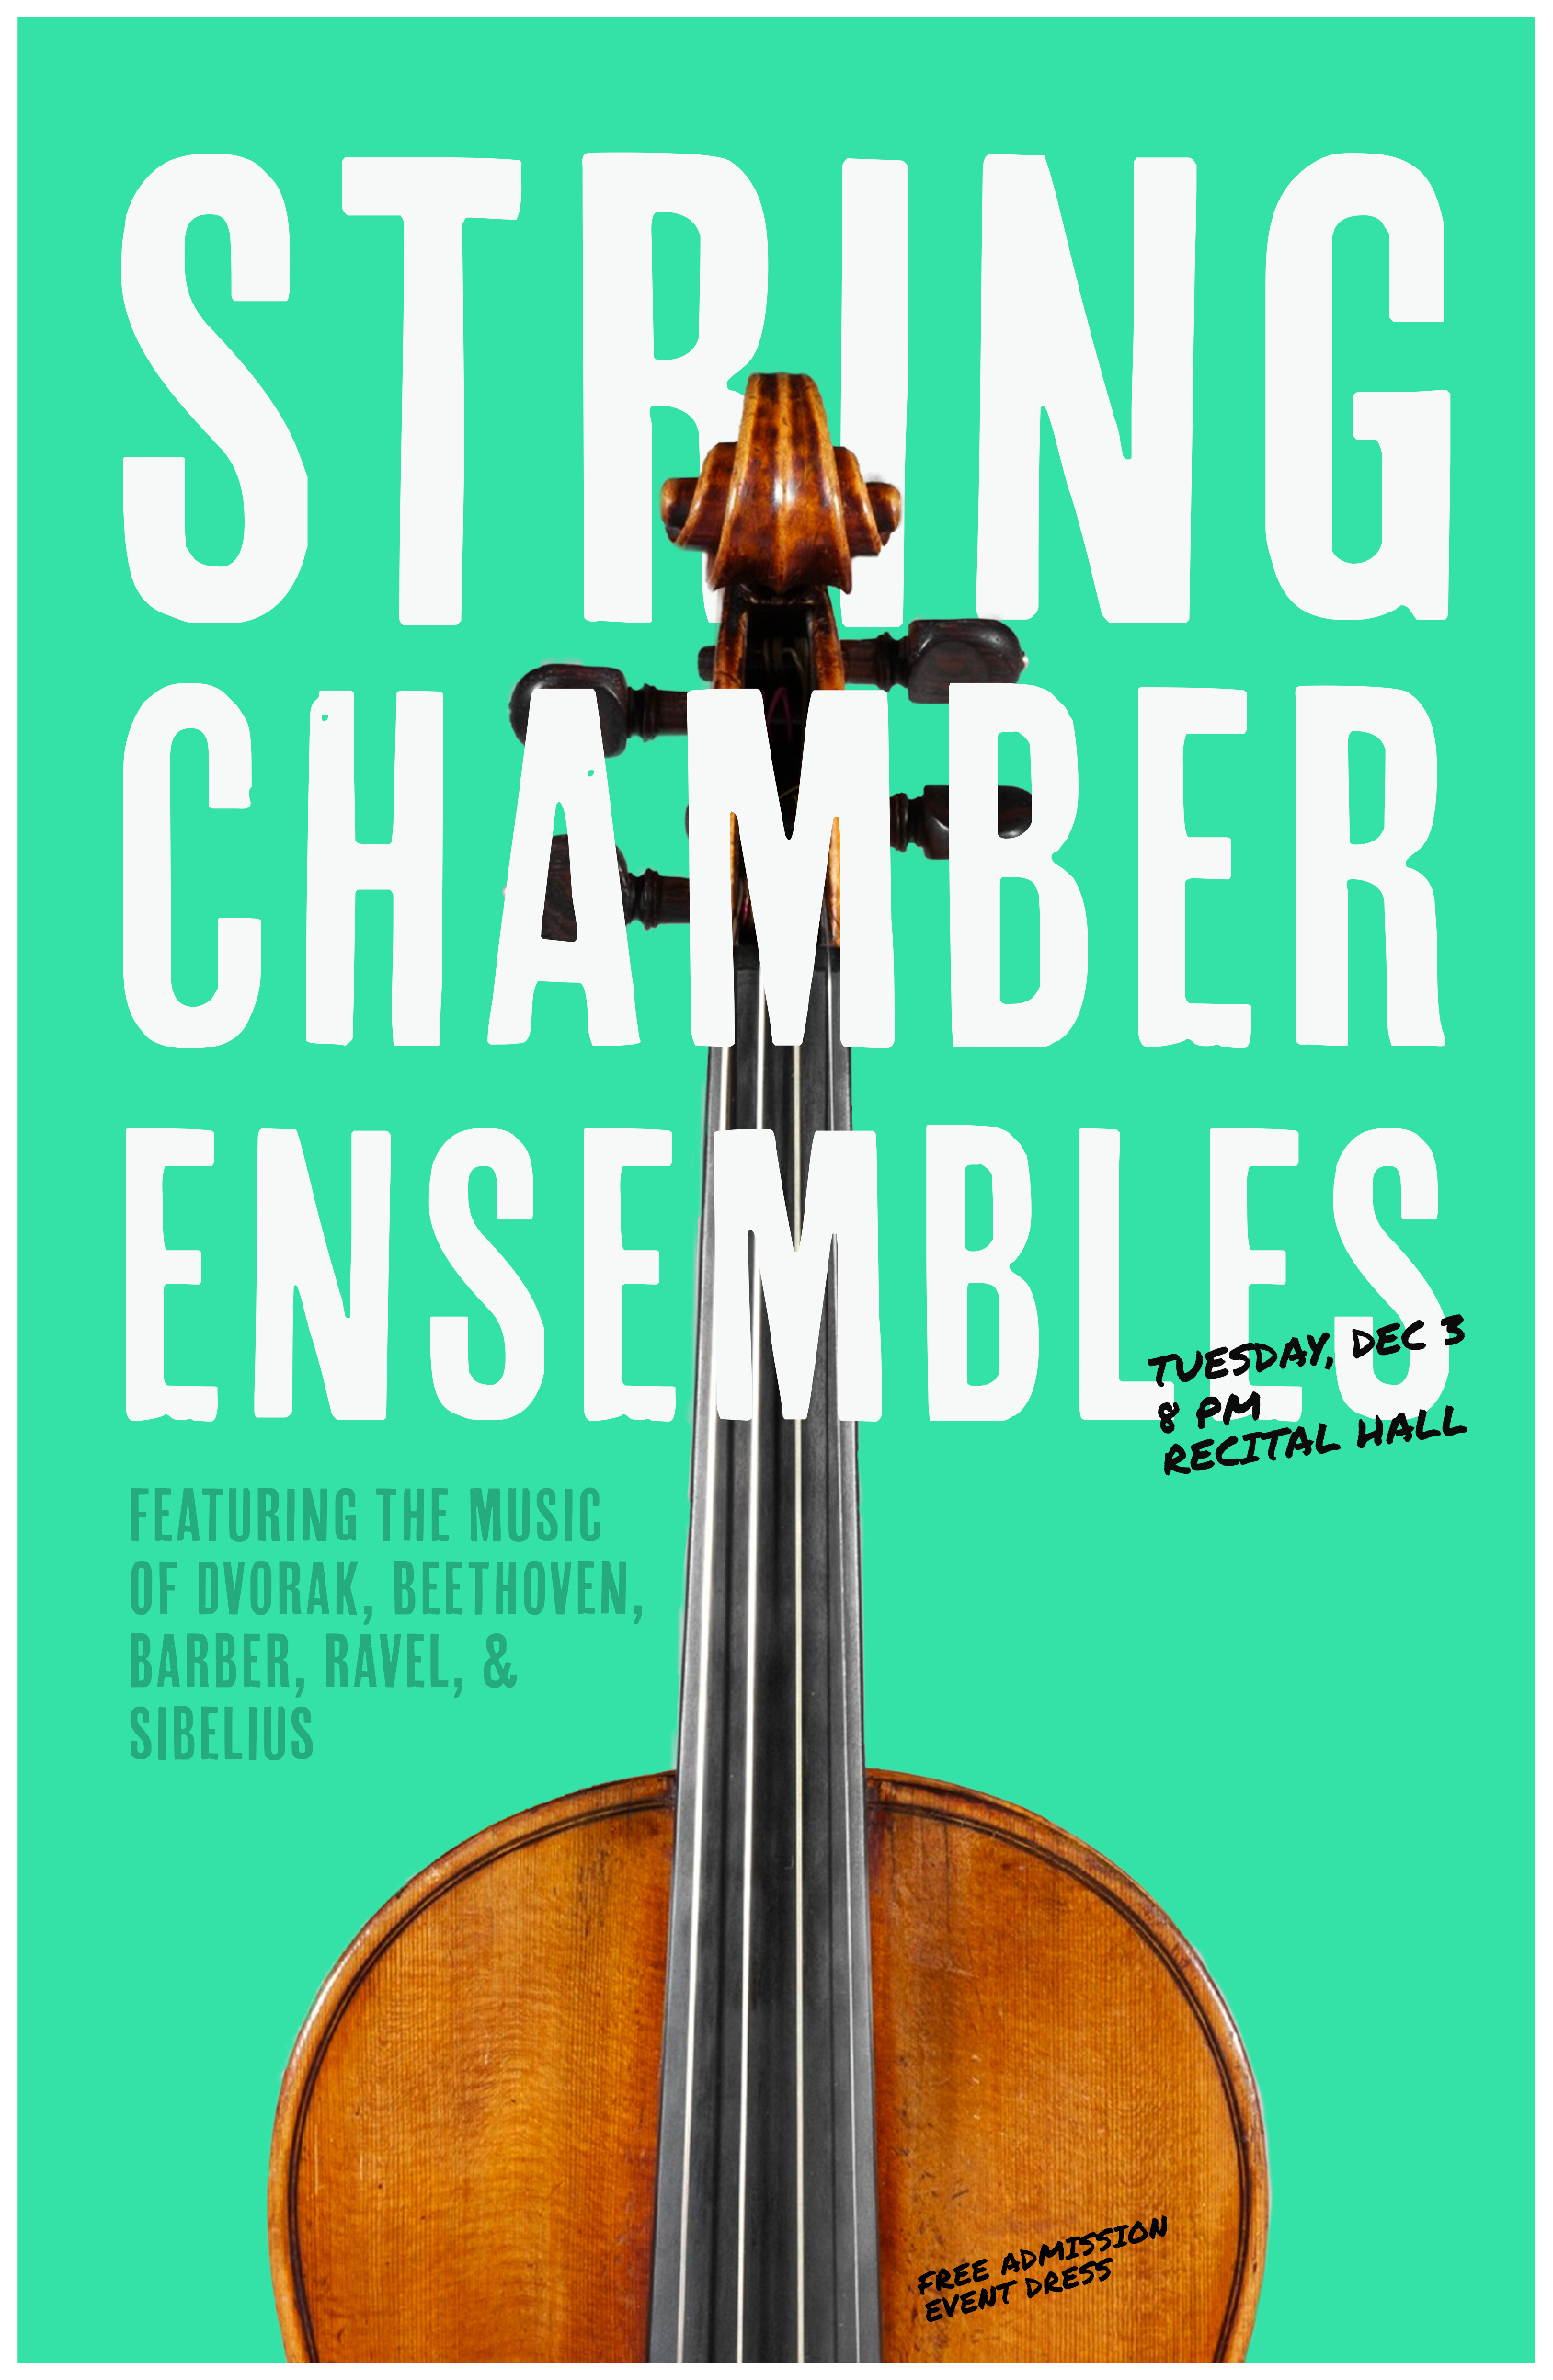 STRING
CHAMBER
ENSEMBLES
TUESDAY, DEC 3
8 PM
RECITAL HALL
FEATURING THE MUSIC
OF DVORAK, BEETHOVEN,
BARBER, RAVEL, &
SIBELIUS
FREE ADMISSION
EVENT DRESS